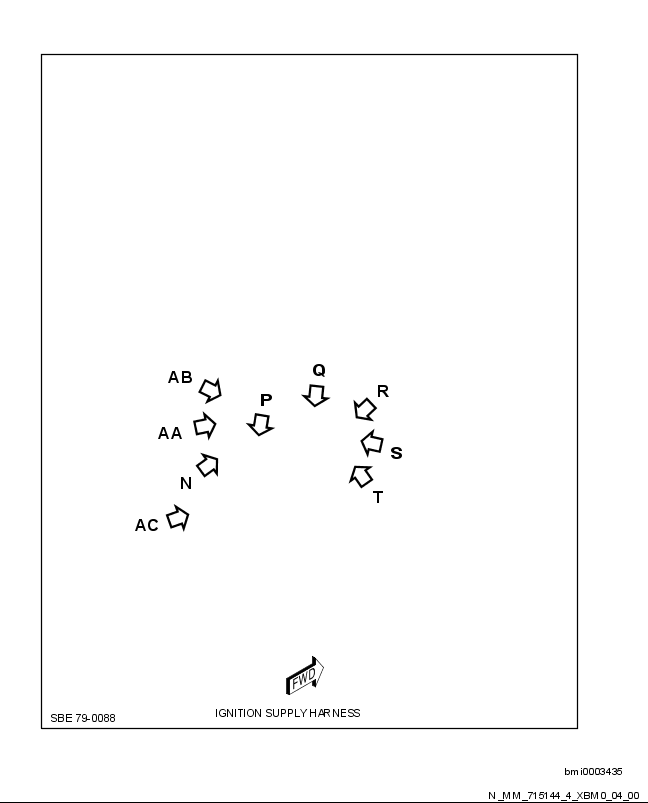 Q
AB
R
P
AA
S
N
T
AC
FWD
IGNITION SUPPLY HARNESS
SBE 79-0088
bmi0003435
N_MM_715144_4_XBM0_04_00